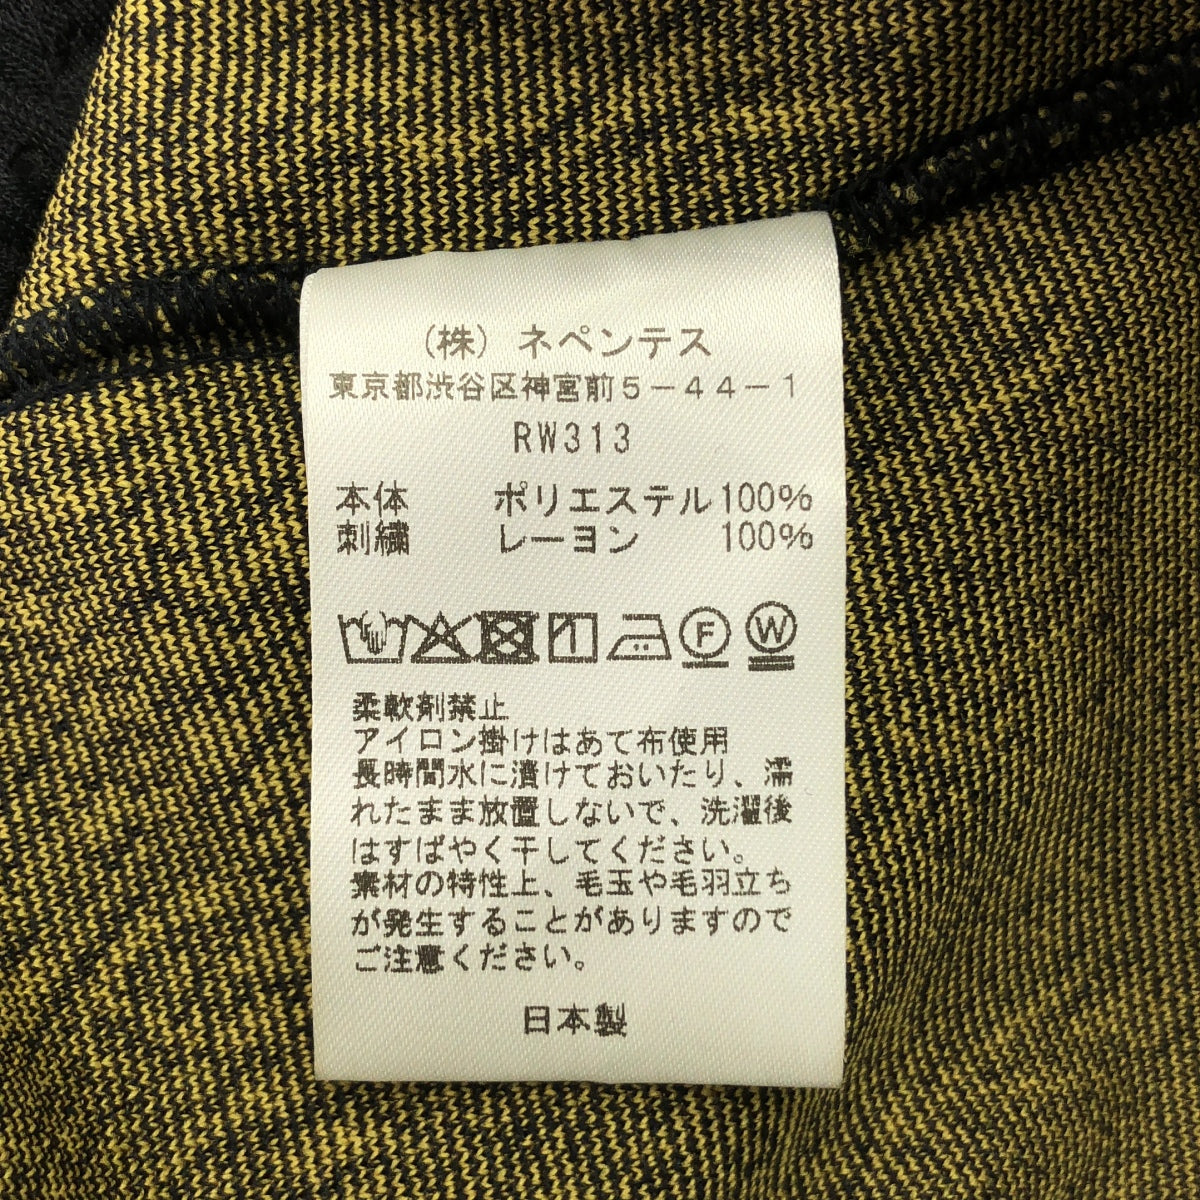 (株) ネペンテス
東京都渋谷区神宮前5-44-1
RW313
本体 ポリエステル100%
刺繍 レーヨン 100%
F W
柔軟剤禁止
アイロン掛けはあて布使用
長時間水に漬けておいたり、濡
れたまま放置しないで、洗濯後
はすばやく干してください。
素材の特性上、毛玉や毛羽立ち
が発生することがありますので
ご注意ください。
日本製